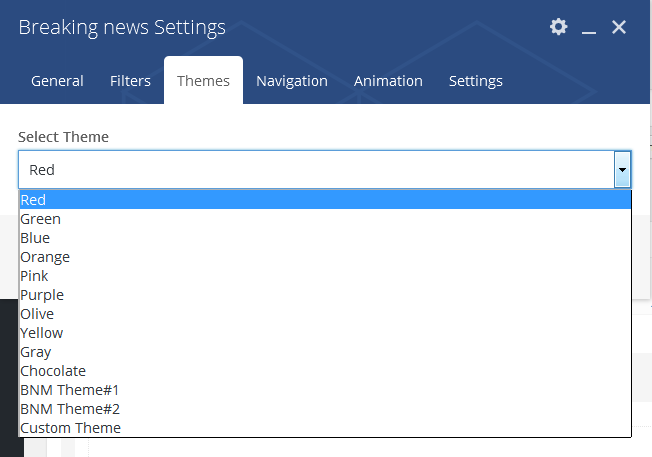 Breaking news Settings
General Filters Themes Navigation Animation Settings
Select Theme
Red
Red
Green
Blue
Orange
Pink
Purple
Olive
Yellow
Gray
Chocolate
BNM Theme#1
BNM Theme#2
Custom Theme